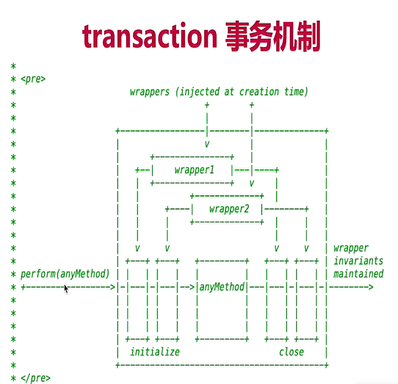 transaction 事务机制
*
* <pre>
*                       wrappers (injected at creation time)
*                                      +        +
*                                      |        |
*                    +-----------------|--------|--------------+
*                    |                 v        |              |
*                    |      +---------------+   |              |
*                    |   +--|    wrapper1   |---|----+         |
*                    |   |  +---------------+   v    |         |
*                    |   |          +-------------+  |         |
*                    |   |     +----|   wrapper2  |--------+   |
*                    |   |     |    +-------------+  |     |   |
*                    |   |     |                     |     |   |
*                    |   v     v                     v     v   | wrapper
*                    | +---+ +---+   +---------+   +---+ +---+ | invariants
* perform(anyMethod) | |   | |   |   |         |   |   | |   | | maintained
* +----------------->|-|---|-|---|-->|anyMethod|---|---|-|---|-|-------->
*                    | |   | |   |   |         |   |   | |   | |
*                    | |   | |   |   |         |   |   | |   | |
*                    | |   | |   |   |         |   |   | |   | |
*                    | +---+ +---+   +---------+   +---+ +---+ |
*                    |  initialize                    close    |
*                    +-----------------------------------------+
* </pre>